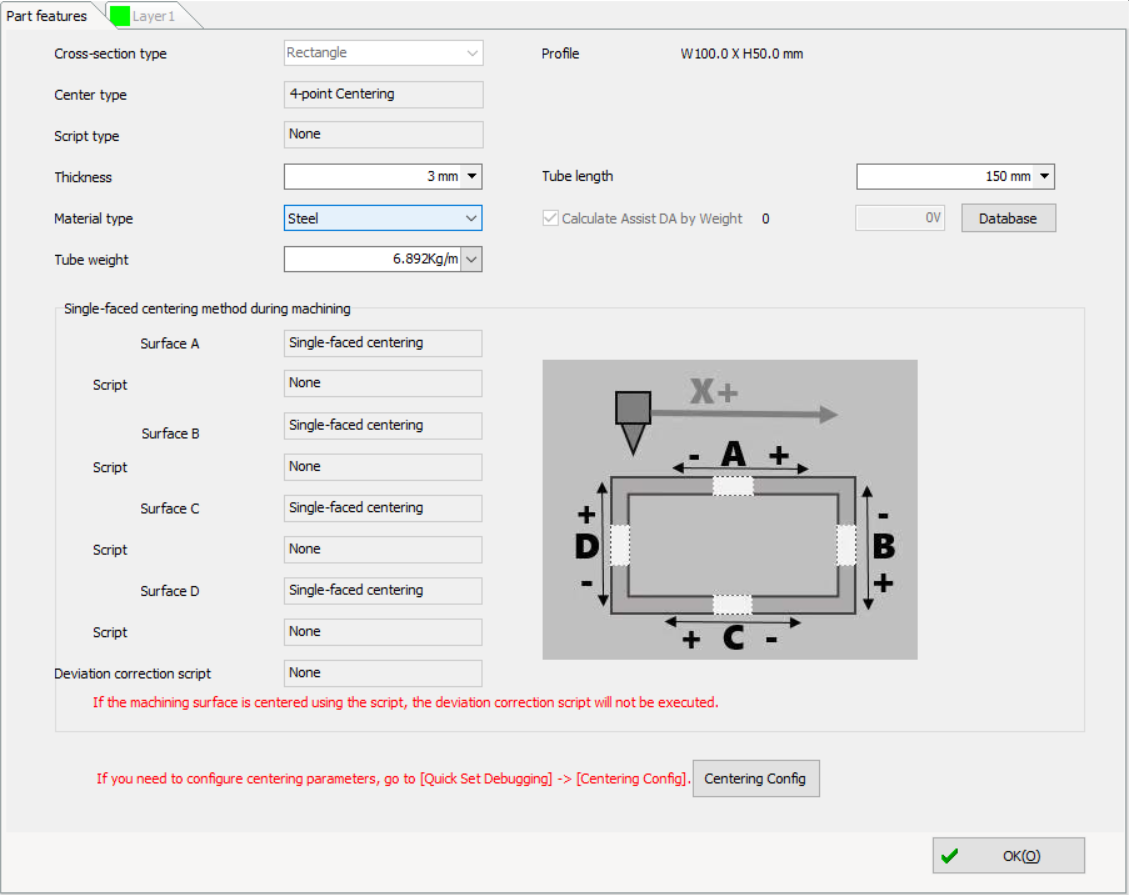 Part features Layer1
Cross-section type Rectangle Profile W100.0 X H50.0 mm
Center type 4-point Centering
Script type None
Thickness 3 mm Tube length 150 mm
Material type Steel Calculate Assist DA by Weight 0 0V Database
Tube weight 6.892Kg/m
Single-faced centering method during machining
Surface A Single-faced centering
Script None
Surface B Single-faced centering
Script None
Surface C Single-faced centering
Script None
Surface D Single-faced centering
Script None
Deviation correction script None
X+
- A +
+ D -
- B +
+ C -
If the machining surface is centered using the script, the deviation correction script will not be executed.
If you need to configure centering parameters, go to [Quick Set Debugging] -> [Centering Config]. Centering Config
OK(O)